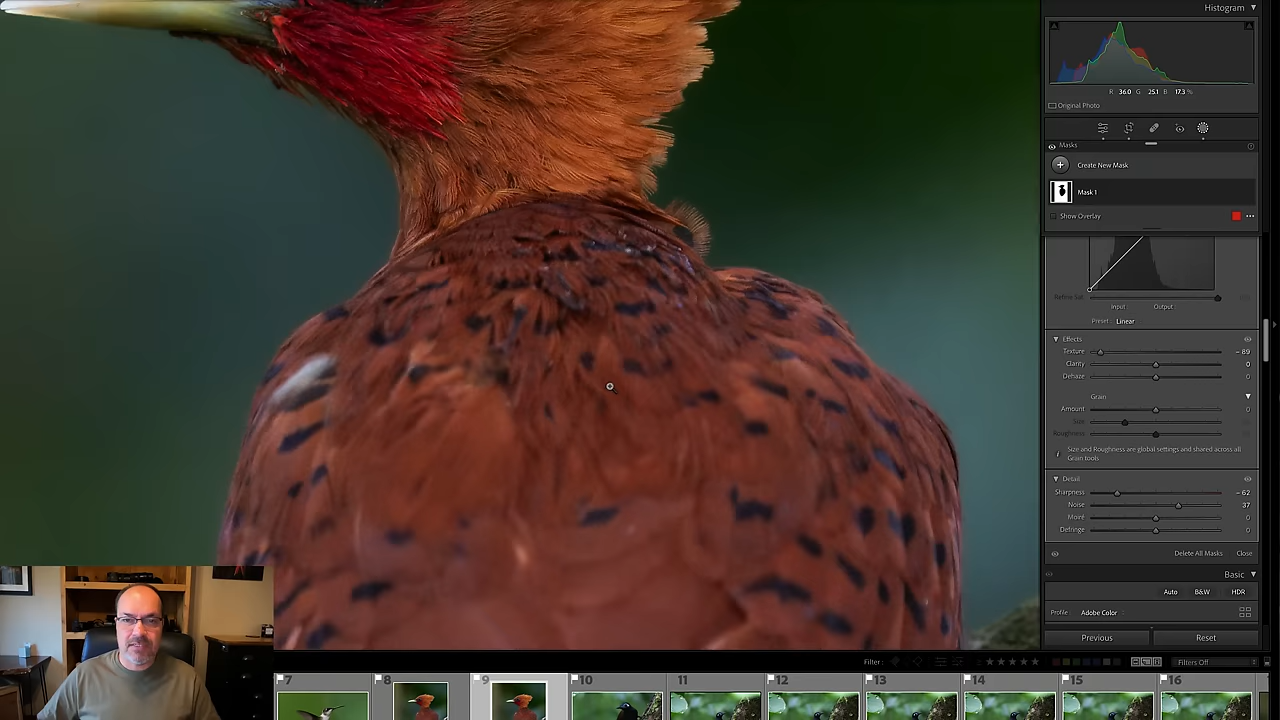 Histogram
R 36.0 G 25.1 B 17.3 %
Original Photo
Masks
Create New Mask
Mask 1
Show Overlay
Refine Sat.
Input : Output :
Preset : Linear
Effects
Texture - 89
Clarity 0
Dehaze 0
Grain
Amount 0
Size
Roughness
Size and Roughness are global settings and shared across all
Grain tools
Detail
Sharpness - 62
Noise 37
Moiré 0
Defringe 0
Delete All Masks Close
Basic
Auto B&W HDR
Profile : Adobe Color
Previous Reset
Filter : Filters Off
7 8 9 10 11 12 13 14 15 16